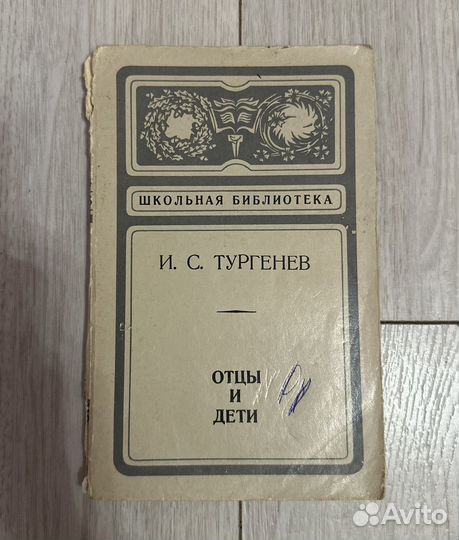 ШКОЛЬНАЯ БИБЛИОТЕКА
И. С. ТУРГЕНЕВ
ОТЦЫ
И
ДЕТИ
Avito